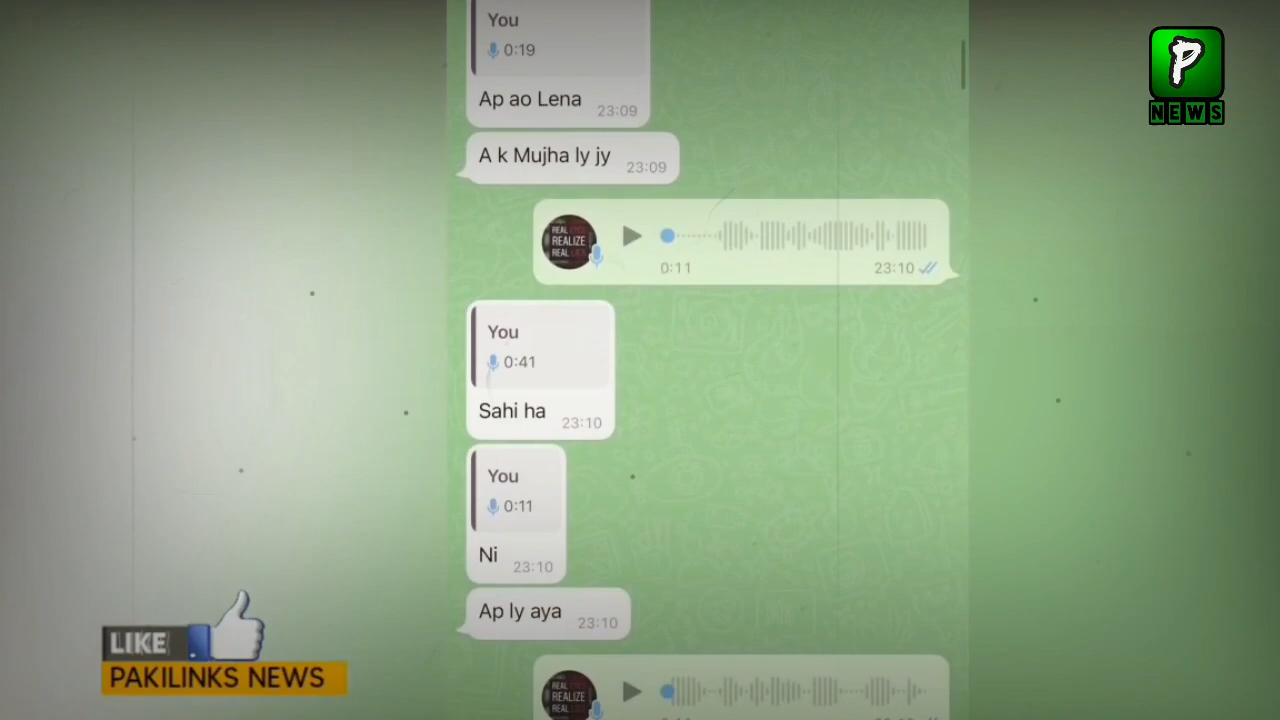 You
0:19
Ap ao Lena
23:09
A k Mujha ly jy
23:09
P
NEWS
REAL EYES
REALIZE
REAL LIES
0:11
23:10
You
0:41
Sahi ha
23:10
You
0:11
Ni
23:10
Ap ly aya
23:10
REALIZE
LIKE
PAKILINKS NEWS